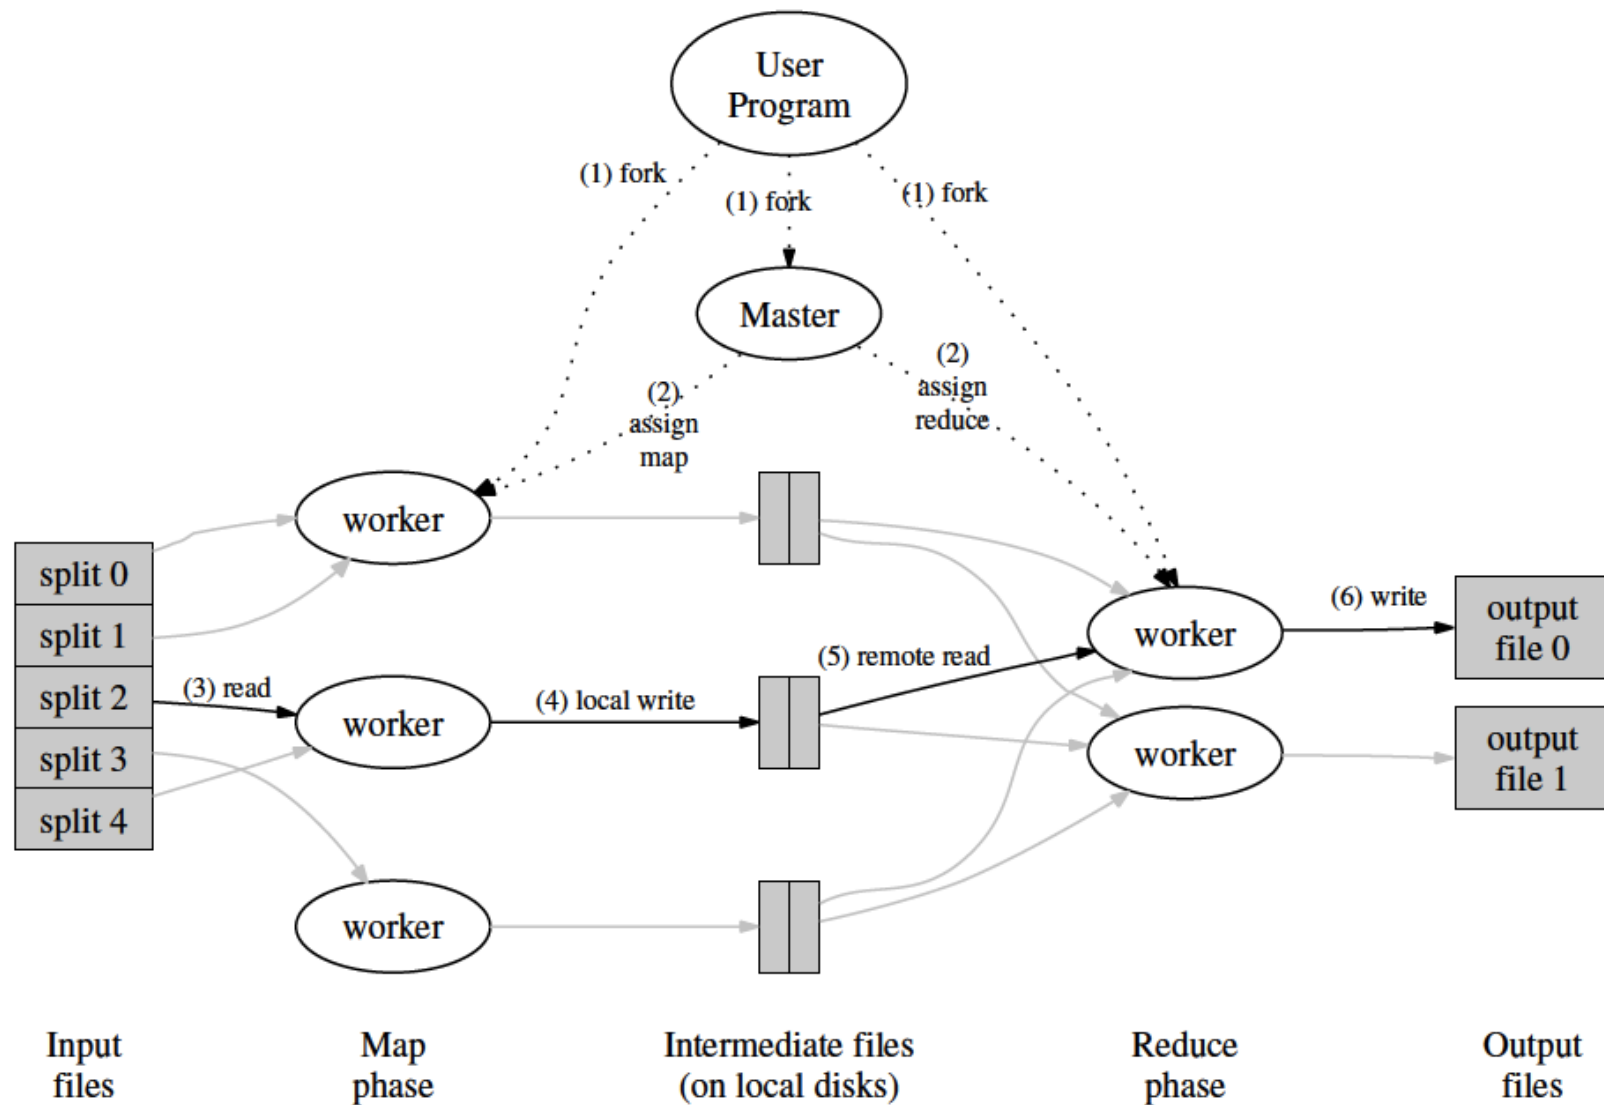 User
Program
(1) fork
(1) fork
(1) fork
Master
(2)
assign
map
(2)
assign
reduce
worker
split 0
split 1
split 2
split 3
split 4
(3) read
worker
(4) local write
(5) remote read
worker
(6) write
output
file 0
worker
output
file 1
worker
Input
files
Map
phase
Intermediate files
(on local disks)
Reduce
phase
Output
files